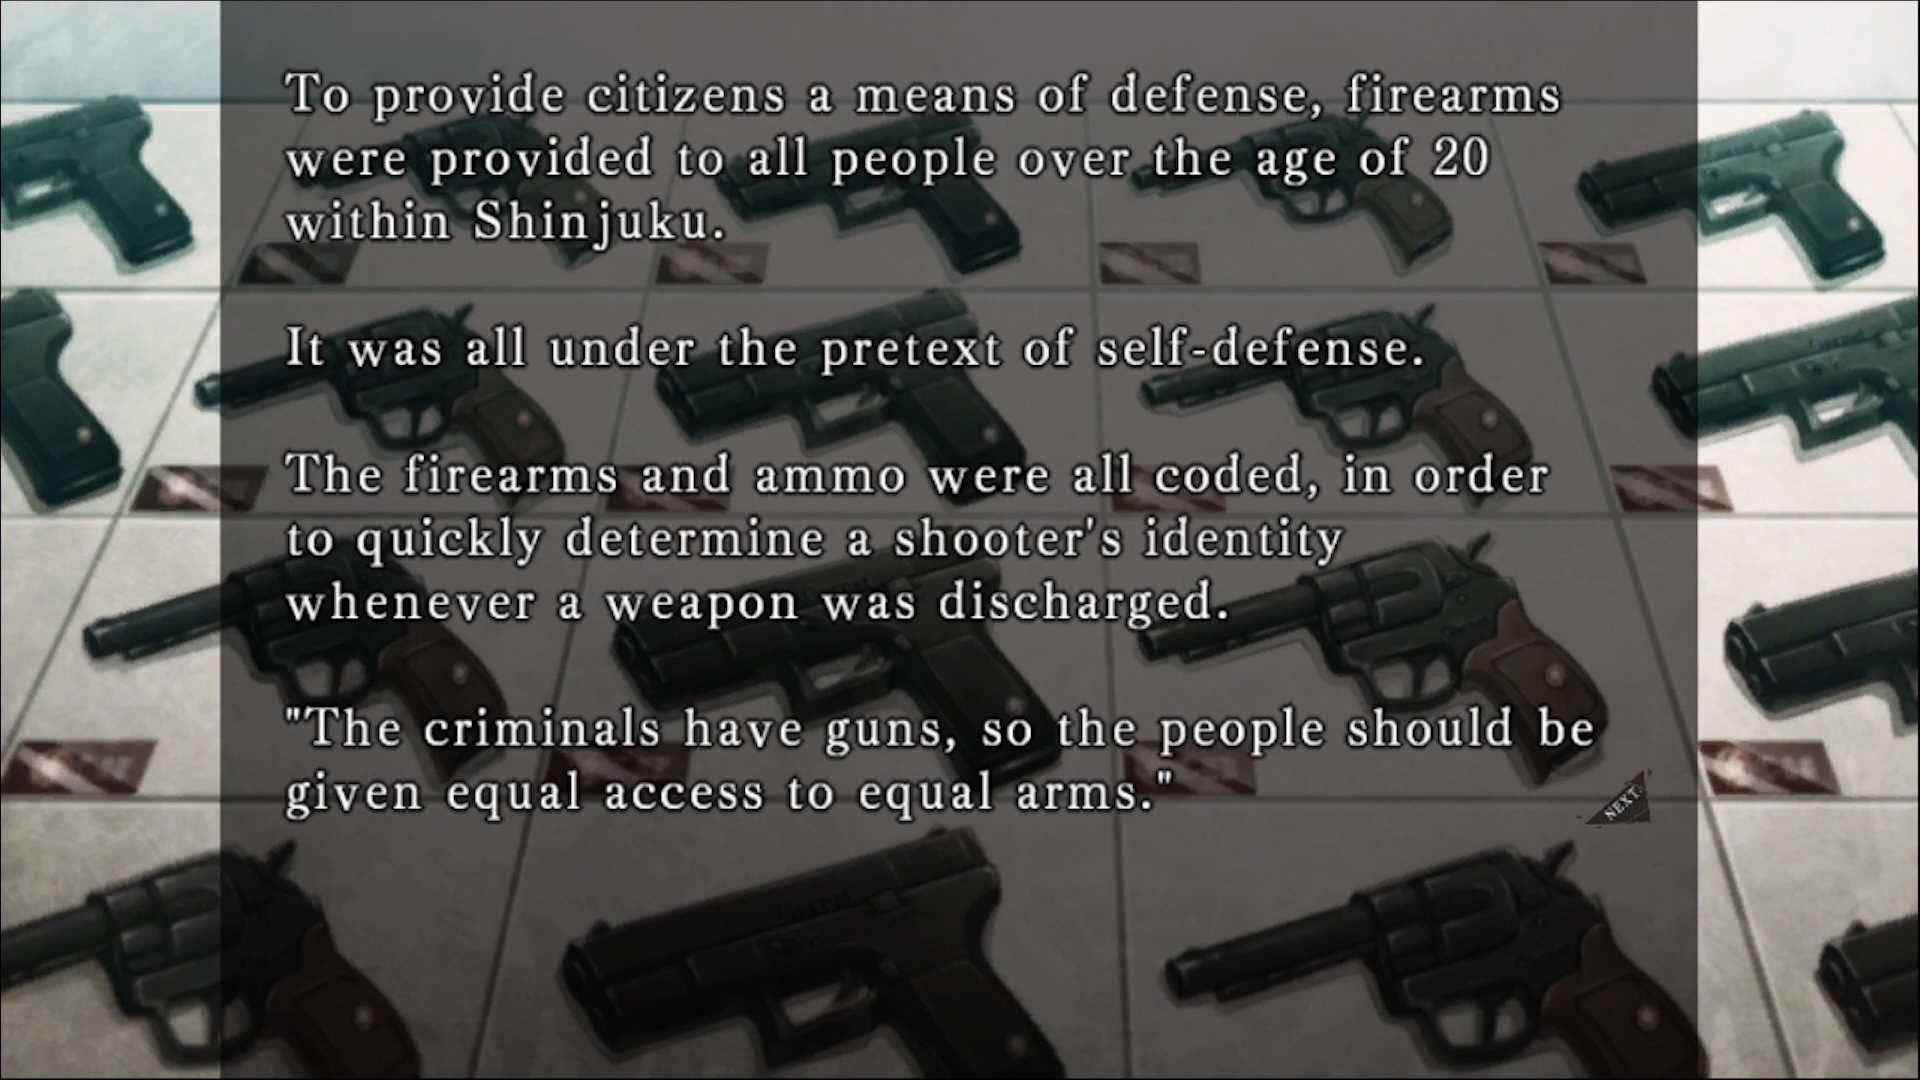 To provide citizens a means of defense, firearms
were provided to all people over the age of 20
within Shinjuku.
It was all under the pretext of self-defense.
The firearms and ammo were all coded, in order
to quickly determine a shooter's identity
whenever a weapon was discharged.
"The criminals have guns, so the people should be
given equal access to equal arms."
NEXT